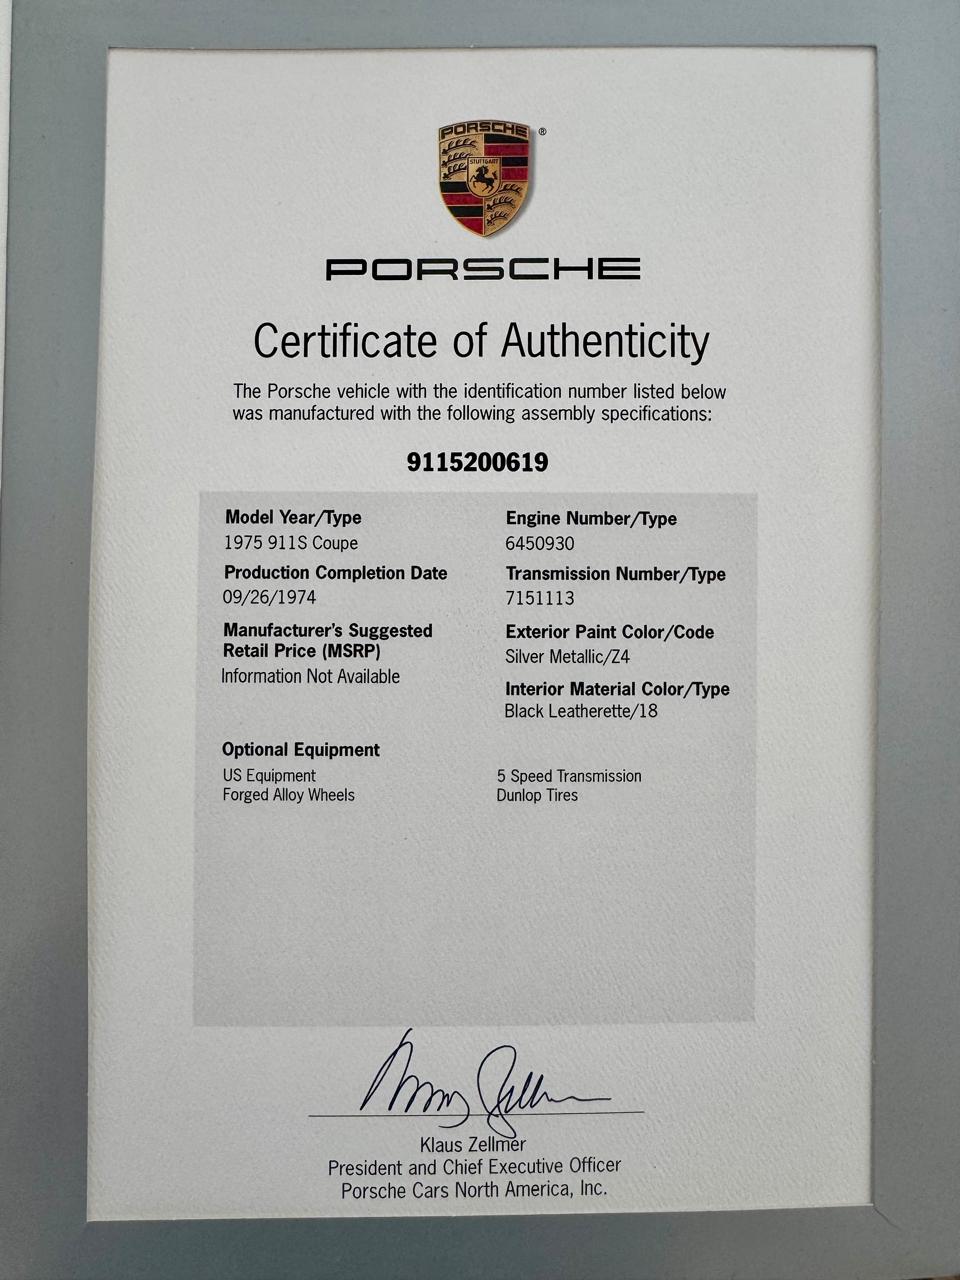 PORSCHE ®
STUTTGART
PORSCHE
Certificate of Authenticity
The Porsche vehicle with the identification number listed below
was manufactured with the following assembly specifications:
9115200619
Model Year/Type
1975 911S Coupe
Production Completion Date
09/26/1974
Manufacturer's Suggested
Retail Price (MSRP)
Information Not Available
Engine Number/Type
6450930
Transmission Number/Type
7151113
Exterior Paint Color/Code
Silver Metallic/Z4
Interior Material Color/Type
Black Leatherette/18
Optional Equipment
US Equipment
Forged Alloy Wheels
5 Speed Transmission
Dunlop Tires
Klaus Zellmer
President and Chief Executive Officer
Porsche Cars North America, Inc.